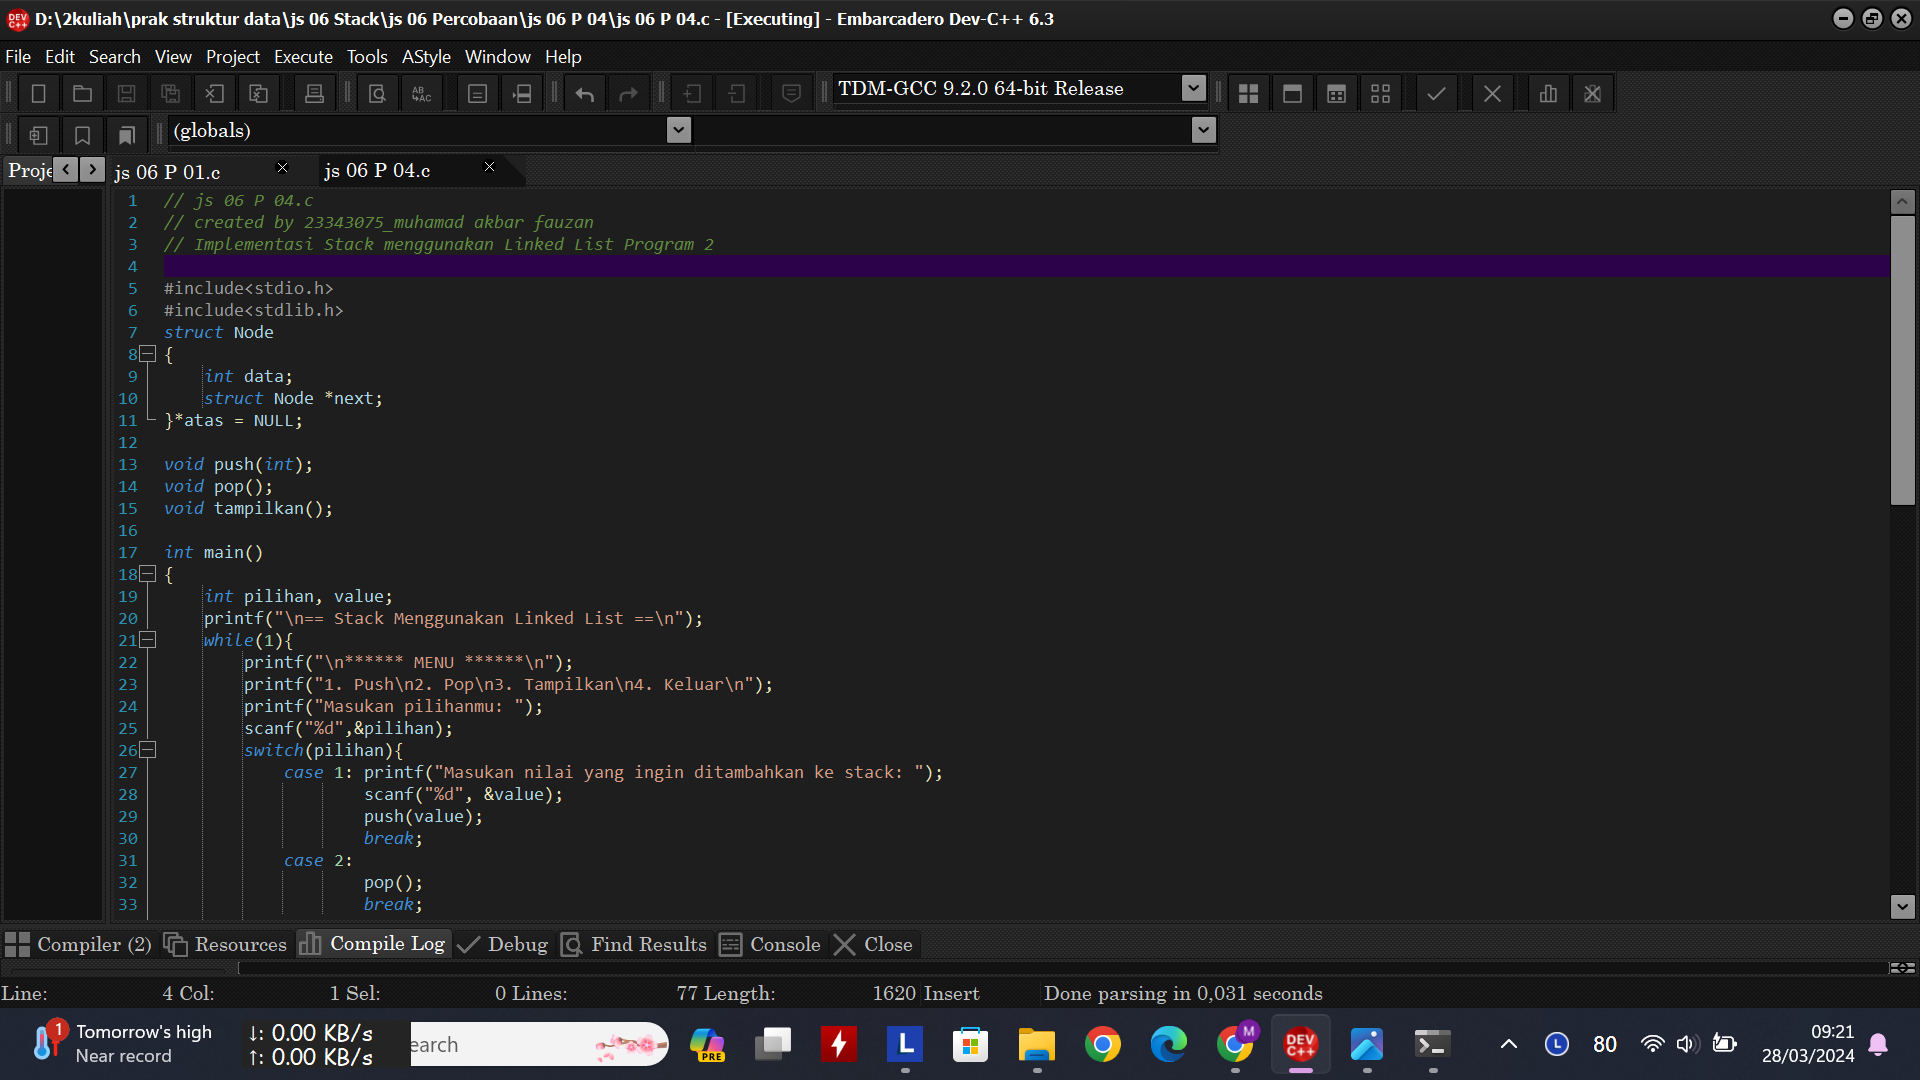 D:\2kuliah\prak struktur data\js 06 Stack\js 06 Percobaan\js 06 P 04\js 06 P 04.c - [Executing] - Embarcadero Dev-C++ 6.3
File Edit Search View Project Execute Tools AStyle Window Help
TDM-GCC 9.2.0 64-bit Release
(globals)
Proje js 06 P 01.c js 06 P 04.c
1 // js 06 P 04.c
2 // created by 23343075_muhamad akbar fauzan
3 // Implementasi Stack menggunakan Linked List Program 2
4
5 #include<stdio.h>
6 #include<stdlib.h>
7 struct Node
8 {
9 int data;
10 struct Node *next;
11 }*atas = NULL;
12
13 void push(int);
14 void pop();
15 void tampilkan();
16
17 int main()
18 {
19 int pilihan, value;
20 printf("\n== Stack Menggunakan Linked List ==\n");
21 while(1){
22 printf("\n****** MENU ******\n");
23 printf("1. Push\n2. Pop\n3. Tampilkan\n4. Keluar\n");
24 printf("Masukan pilihanmu: ");
25 scanf("%d",&pilihan);
26 switch(pilihan){
27 case 1: printf("Masukan nilai yang ingin ditambahkan ke stack: ");
28 scanf("%d", &value);
29 push(value);
30 break;
31 case 2:
32 pop();
33 break;
Compiler (2) Resources Compile Log Debug Find Results Console Close
Line: 4 Col: 1 Sel: 0 Lines: 77 Length: 1620 Insert Done parsing in 0,031 seconds
1 Tomorrow's high
Near record
↓: 0.00 KB/s
↑: 0.00 KB/s
earch
PRE
L
M
DEV C++
L
80
09:21
28/03/2024